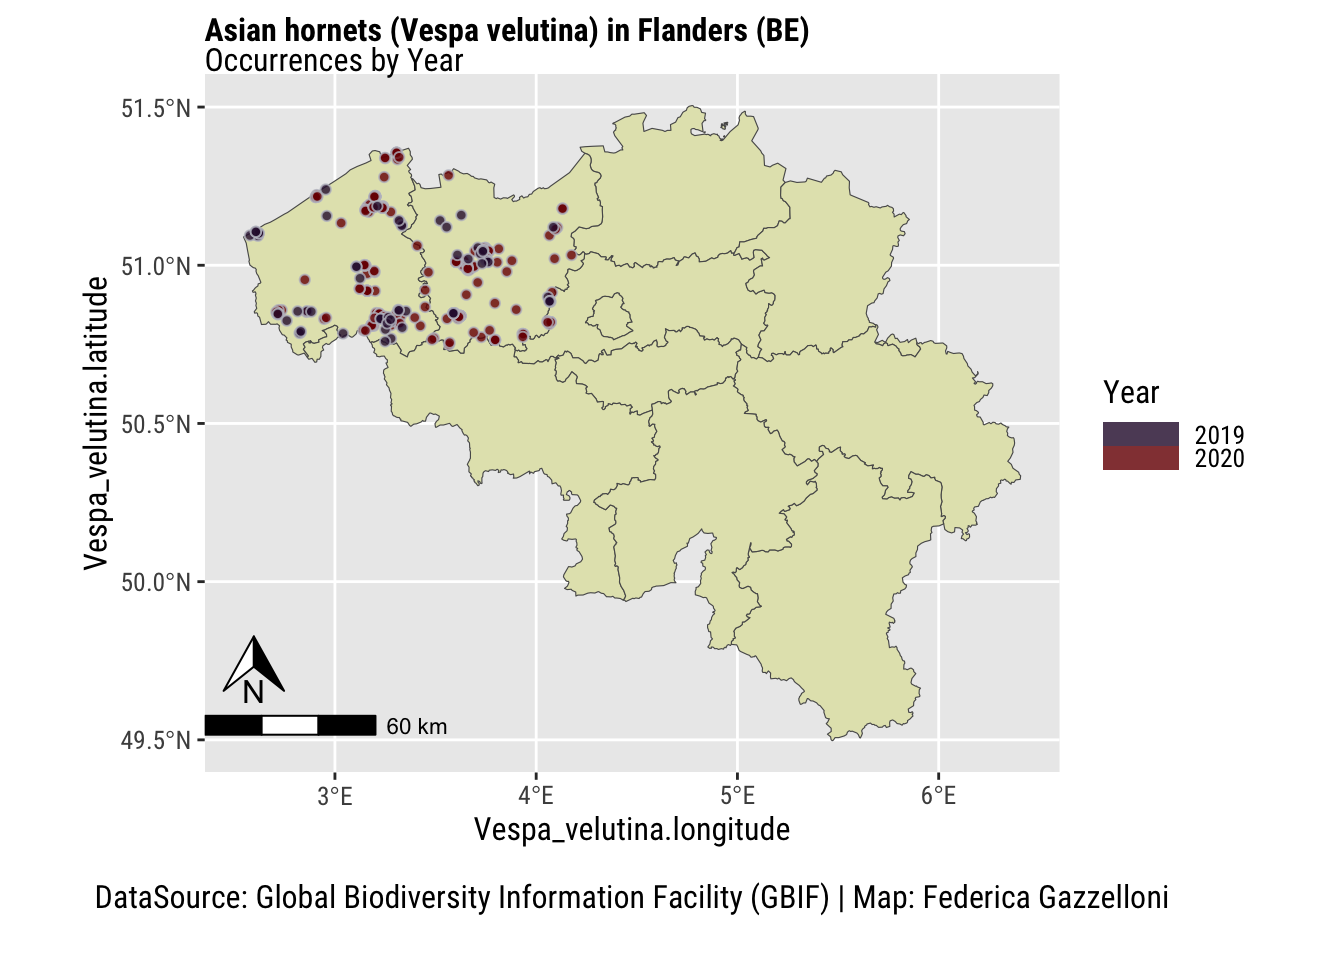 Asian hornets (Vespa velutina) in Flanders (BE)
Occurrences by Year
51.5°N
51.0°N
50.5°N
50.0°N
49.5°N
Vespa_velutina.latitude
N
60 km
3°E
4°E
5°E
6°E
Vespa_velutina.longitude
Year
2019
2020
DataSource: Global Biodiversity Information Facility (GBIF) | Map: Federica Gazzelloni